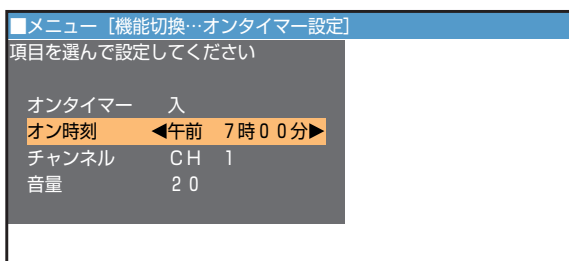 ■メニュー [機能切換…オンタイマー設定]
項目を選んで設定してください
オンタイマー 入
オン時刻 ◀午前 7時00分▶
チャンネル CH 1
音量 20